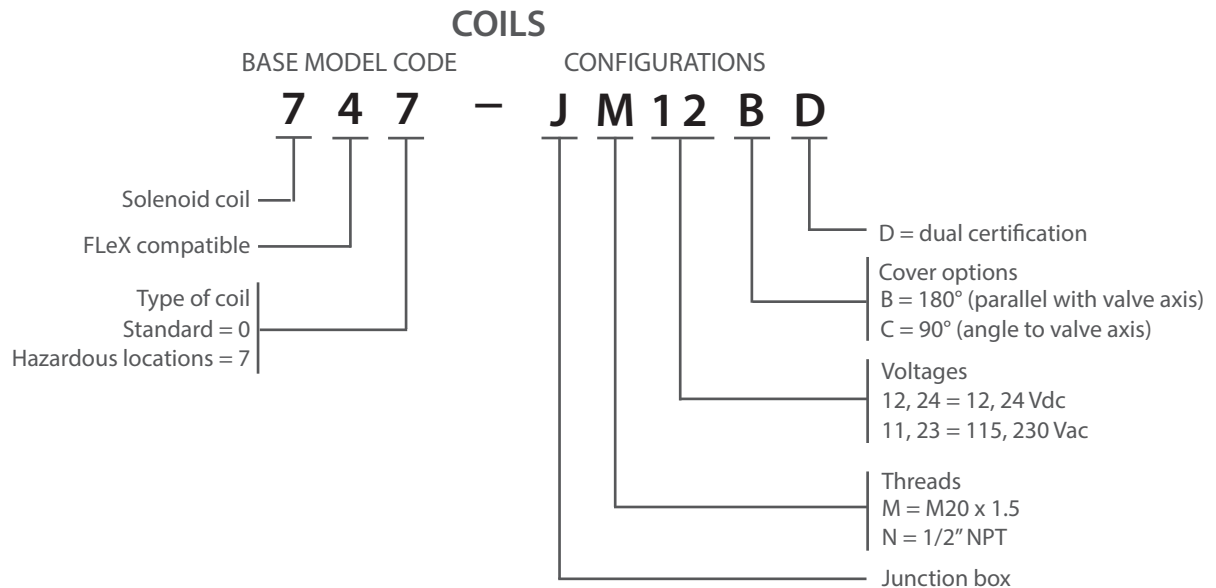 COILS
BASE MODEL CODE CONFIGURATIONS
7 4 7 – J M 12 B D
Solenoid coil
FLeX compatible
Type of coil
Standard = 0
Hazardous locations = 7
D = dual certification
Cover options
B = 180° (parallel with valve axis)
C = 90° (angle to valve axis)
Voltages
12, 24 = 12, 24 Vdc
11, 23 = 115, 230 Vac
Threads
M = M20 x 1.5
N = 1/2” NPT
Junction box